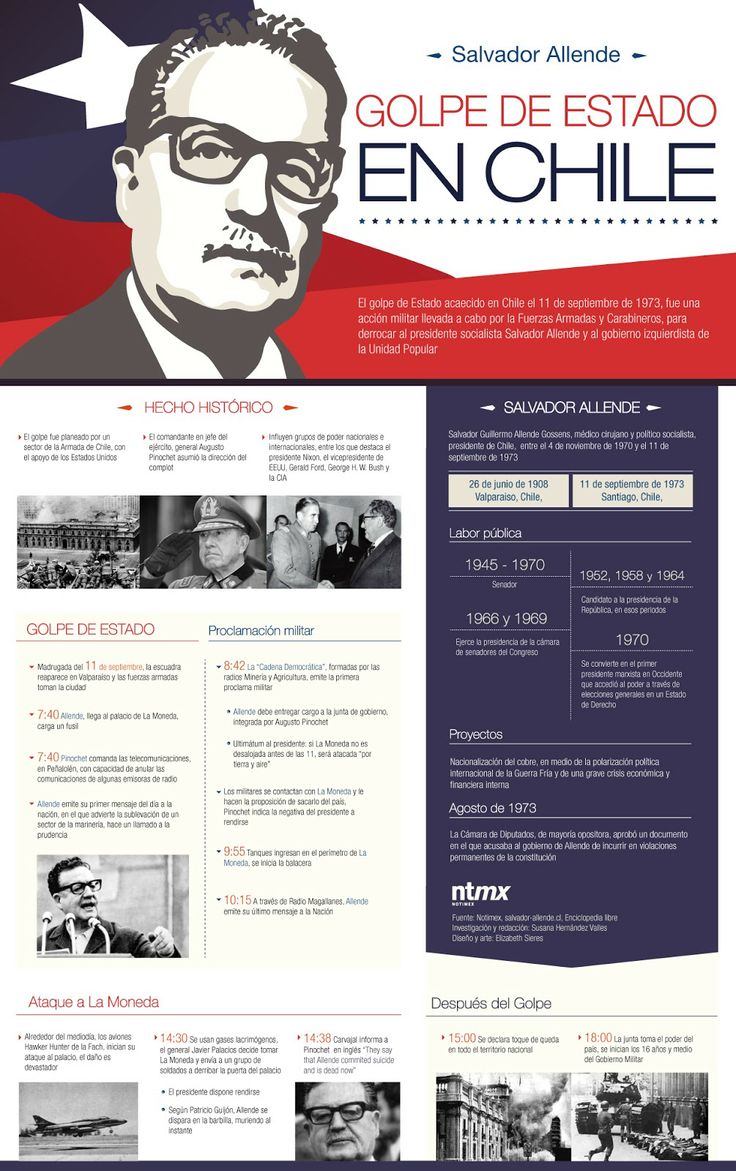 Salvador Allende
GOLPE DE ESTADO
EN CHILE
El golpe de Estado acaecido en Chile el 11 de septiembre de 1973, fue una
acción militar llevada a cabo por la Fuerzas Armadas y Carabineros, para
derrocar al presidente socialista Salvador Allende y al gobierno izquierdista de
la Unidad Popular
HECHO HISTÓRICO
El golpe fue planeado por un
sector de la Armada de Chile, con
el apoyo de los Estados Unidos
El comandante en jefe del
ejército, general Augusto
Pinochet asumió la dirección del
complot
Influyen grupos de poder nacionales e
internacionales, entre los que destaca el
presidente Nixon, el vicepresidente de
EEUU, Gerald Ford, George H. W. Bush y
la CIA
GOLPE DE ESTADO
Madrugada del 11 de septiembre, la escuadra
reaparece en Valparaíso y las fuerzas armadas
toman la ciudad
7:40 Allende, llega al palacio de La Moneda,
carga un fusil
7:40 Pinochet comanda las telecomunicaciones,
en Peñalolén, con capacidad de anular las
comunicaciones de algunas emisoras de radio
Allende emite su primer mensaje del día a la
nación, en el que advierte la sublevación de un
sector de la marinería, hace un llamado a la
prudencia
Proclamación militar
8:42 La "Cadena Democrática", formadas por las
radios Minería y Agricultura, emite la primera
proclama militar
Allende debe entregar cargo a la junta de gobierno,
integrada por Augusto Pinochet
Ultimátum al presidente: si La Moneda no es
desalojada antes de las 11, será atacada "por
tierra y aire"
Los militares se contactan con La Moneda y le
hacen la proposición de sacarlo del país,
Pinochet indica la negativa del presidente a
rendirse
9:55 Tanques ingresan en el perímetro de La
Moneda, se inicia la balacera
10:15 A través de Radio Magallanes, Allende
emite su último mensaje a la Nación
SALVADOR ALLENDE
Salvador Guillermo Allende Gossens, médico cirujano y político socialista,
presidente de Chile, entre el 4 de noviembre de 1970 y el 11 de
septiembre de 1973
26 de junio de 1908
Valparaiso, Chile,
11 de septiembre de 1973
Santiago, Chile,
Labor pública
1945 - 1970
Senador
1952, 1958 y 1964
Candidato a la presidencia de la
República, en esos periodos
1966 y 1969
Ejerce la presidencia de la cámara
de senadores del Congreso
1970
Se convierte en el primer
presidente marxista en Occidente
que accedió al poder a través de
elecciones generales en un Estado
de Derecho
Proyectos
Nacionalización del cobre, en medio de la polarización política
internacional de la Guerra Fría y de una grave crisis económica y
financiera interna
Agosto de 1973
La Cámara de Diputados, de mayoría opositora, aprobó un documento
en el que acusaba al gobierno de Allende de incurrir en violaciones
permanentes de la constitución
ntmx
NOTIMEX
Fuente: Notimex, salvador-allende.cl, Enciclopedia libre
Investigación y redacción: Susana Hernández Valles
Diseño y arte: Elizabeth Sieres
Ataque a La Moneda
Alrededor del mediodía, los aviones
Hawker Hunter de la Fach, inician su
ataque al palacio, el daño es
devastador
14:30 Se usan gases lacrimógenos,
el general Javier Palacios decide tomar
La Moneda y envía a un grupo de
soldados a derribar la puerta del palacio
El presidente dispone rendirse
Según Patricio Guijón, Allende se
dispara en la barbilla, muriendo al
instante
14:38 Carvajal informa a
Pinochet en inglés "They say
that Allende commited suicide
and is dead now"
Después del Golpe
15:00 Se declara toque de queda
en todo el territorio nacional
18:00 La junta toma el poder del
país, se inician los 16 años y medio
del Gobierno Militar